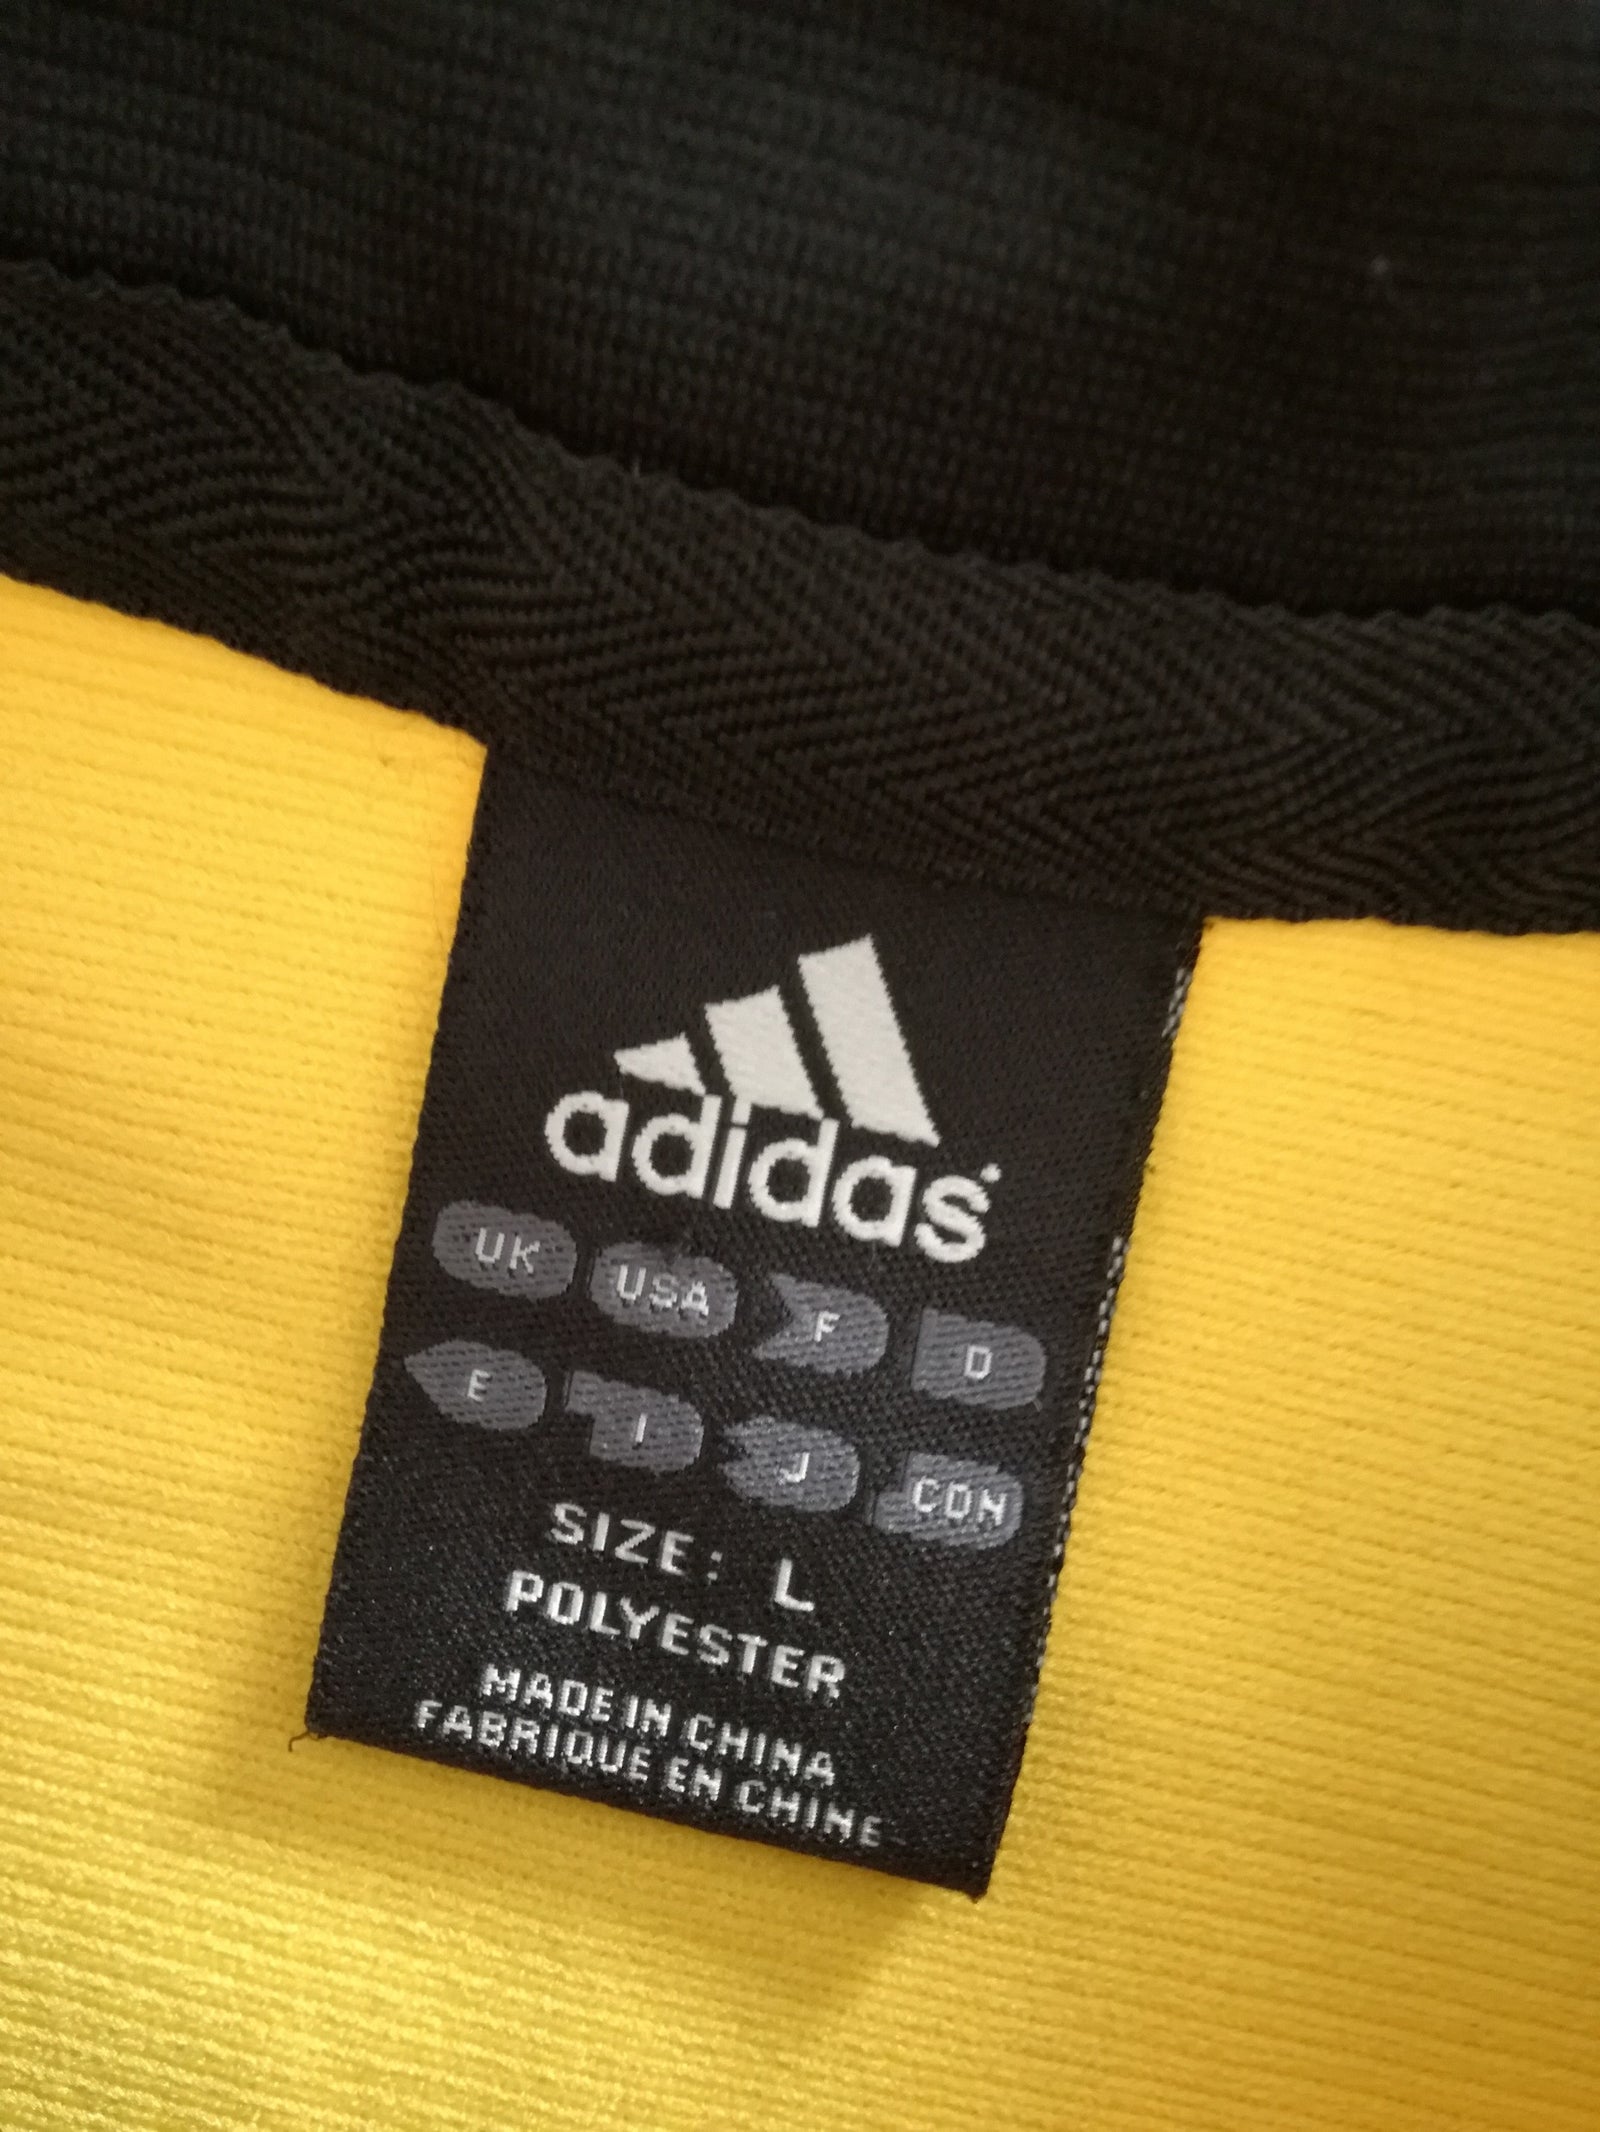 adidas
UK USA F D
E I J CDN
SIZE: L
POLYESTER
MADE IN CHINA
FABRIQUE EN CHINE